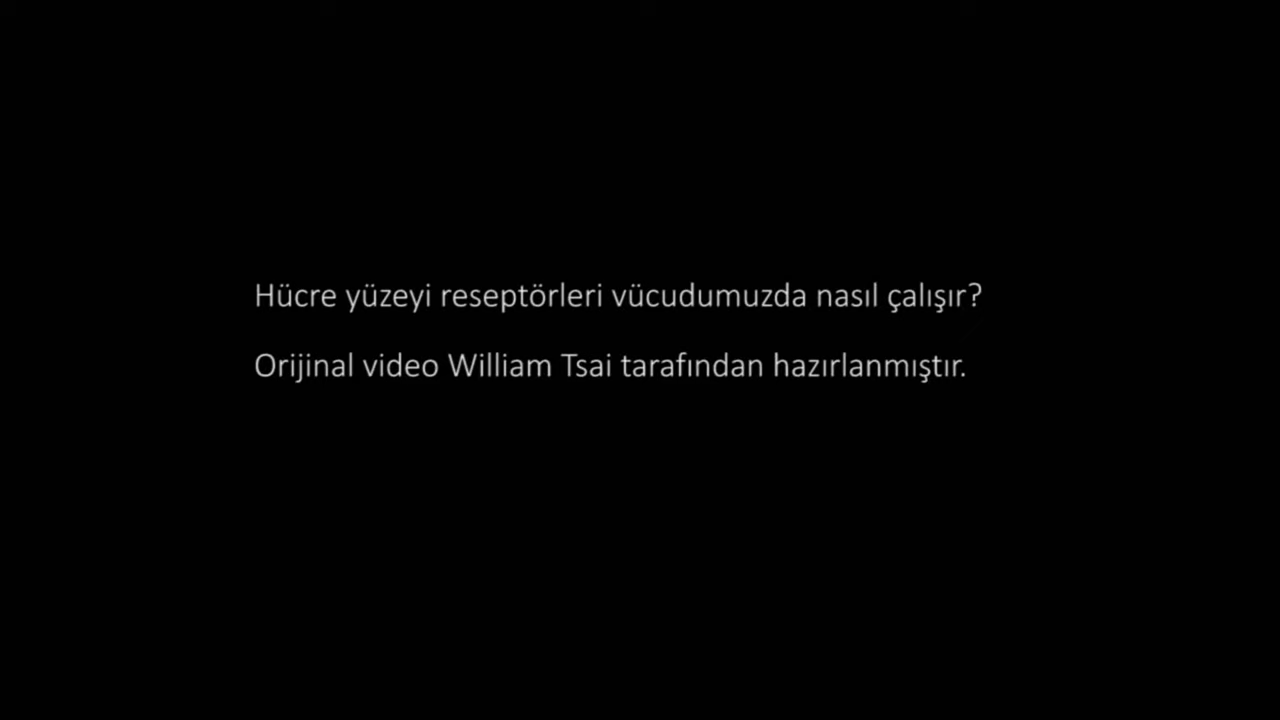 Hücre yüzeyi reseptörleri vücudumuzda nasıl çalışır?
Orijinal video William Tsai tarafından hazırlanmıştır.